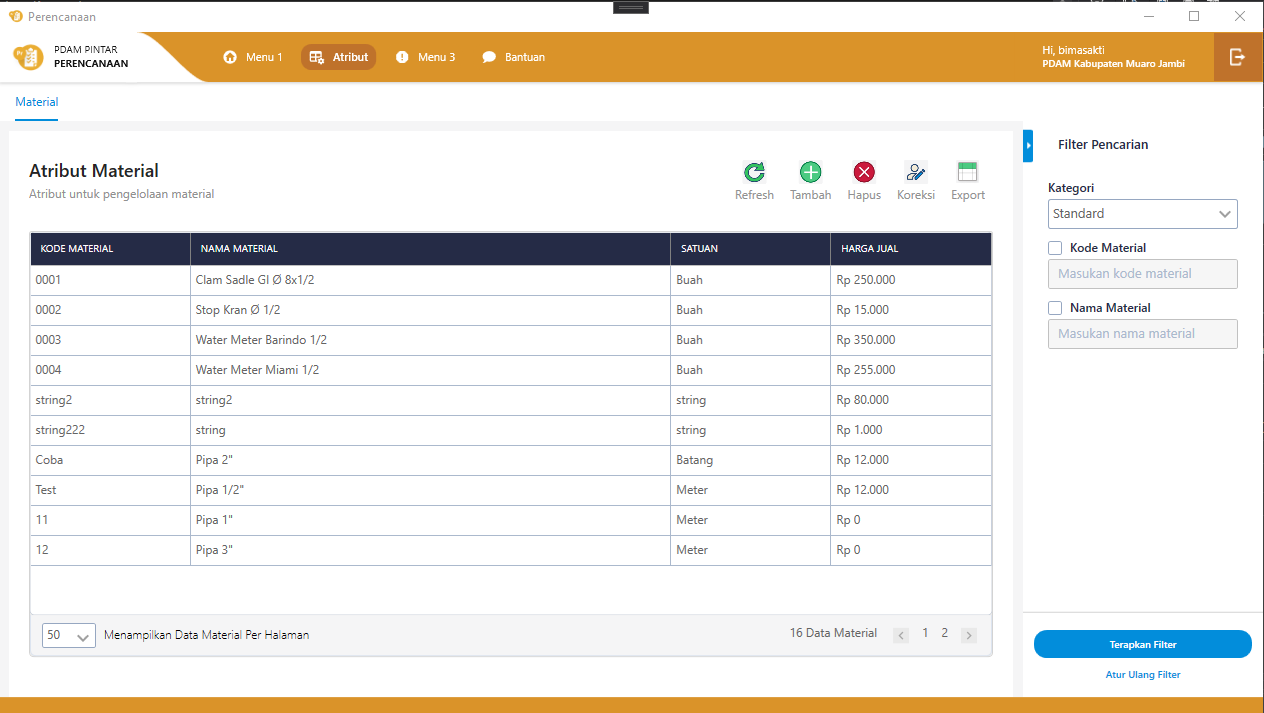 Perencanaan
PDAM PINTAR
PERENCANAAN
Menu 1
Atribut
Menu 3
Bantuan
Hi, bimasakti
PDAM Kabupaten Muaro Jambi
Material
Atribut Material
Atribut untuk pengelolaan material
Refresh
Tambah
Hapus
Koreksi
Export
KODE MATERIAL NAMA MATERIAL SATUAN HARGA JUAL
0001 Clam Sadle GI Ø 8x1/2 Buah Rp 250.000
0002 Stop Kran Ø 1/2 Buah Rp 15.000
0003 Water Meter Barindo 1/2 Buah Rp 350.000
0004 Water Meter Miami 1/2 Buah Rp 255.000
string2 string2 string Rp 80.000
string222 string string Rp 1.000
Coba Pipa 2" Batang Rp 12.000
Test Pipa 1/2" Meter Rp 12.000
11 Pipa 1" Meter Rp 0
12 Pipa 3" Meter Rp 0
50 Menampilkan Data Material Per Halaman
16 Data Material < 1 2 >
Filter Pencarian
Kategori
Standard
Kode Material
Masukan kode material
Nama Material
Masukan nama material
Terapkan Filter
Atur Ulang Filter